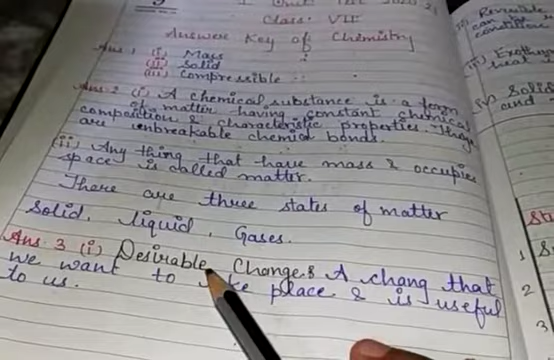 Class: VII
Answer Key of Chemistry
Ans 1 (i) Mass
(ii) Solid
(iii) Compressible
Ans 2 (i) A chemical substance is a form
of matter having constant chemical
composition & characteristic properties.
are unbreakable chemical bonds.
(ii) Any thing that have mass & occupies
space is called matter.
There are three states of matter
Solid, liquid, Gases.
Ans. 3 (i) Desirable Change: A chang that
we want to place & is useful
to us.
1
2
3